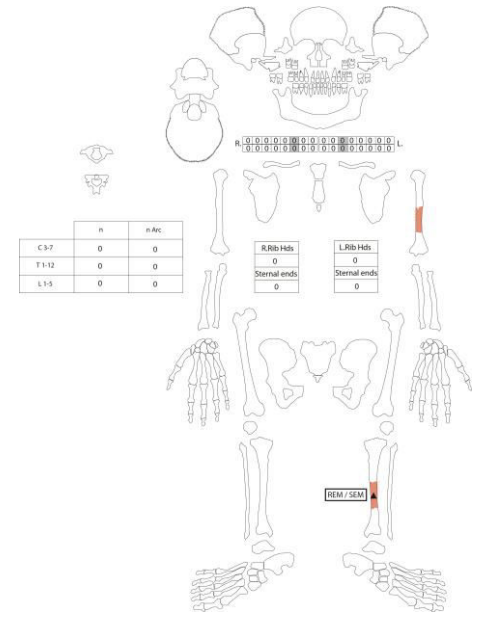 R. 0 0 0 0 0 0 0 0 0 0 0 0 0 0 0 0 L.
0 0 0 0 0 0 0 0 0 0 0 0 0 0 0 0
n n Arc
C 3-7 0 0
T 1-12 0 0
L 1-5 0 0
R.Rib Hds
0
Sternal ends
0
L.Rib Hds
0
Sternal ends
0
REM / SEM